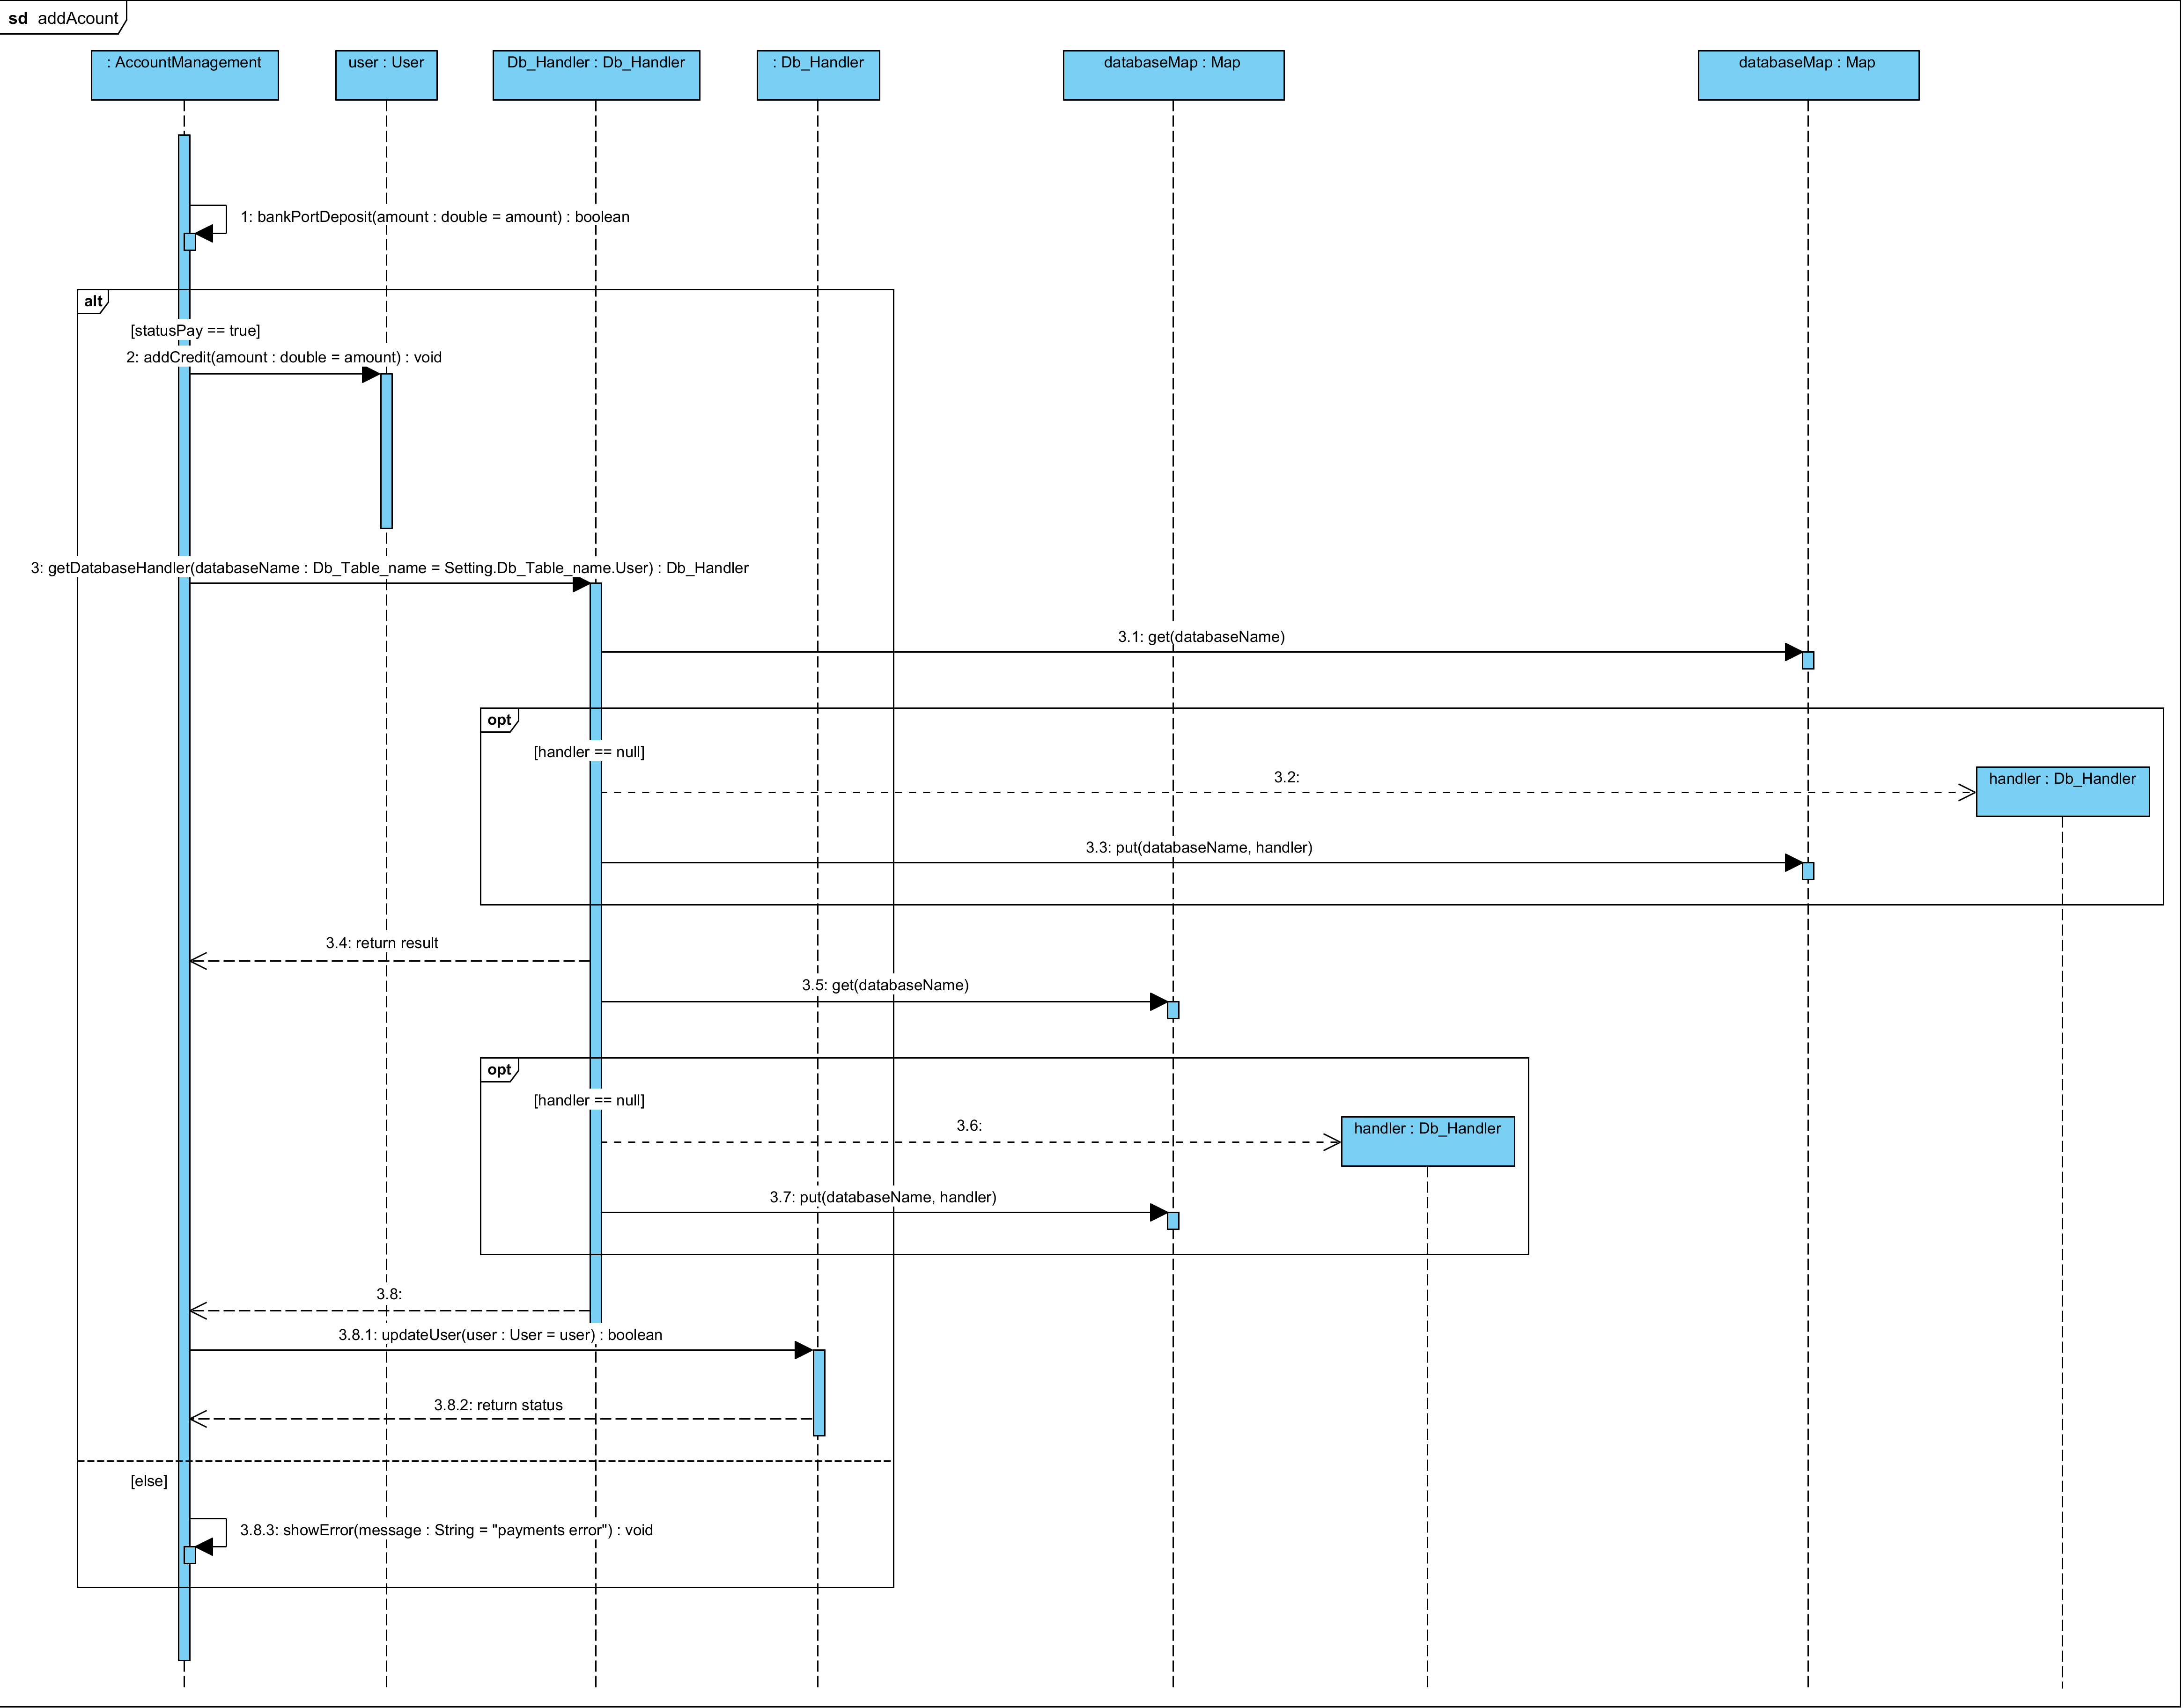 sd addAcount
: AccountManagement
user : User
Db_Handler : Db_Handler
: Db_Handler
databaseMap : Map
databaseMap : Map
1: bankPortDeposit(amount : double = amount) : boolean
alt
[statusPay == true]
2: addCredit(amount : double = amount) : void
3: getDatabaseHandler(databaseName : Db_Table_name = Setting.Db_Table_name.User) : Db_Handler
3.1: get(databaseName)
opt
[handler == null]
3.2:
handler : Db_Handler
3.3: put(databaseName, handler)
3.4: return result
3.5: get(databaseName)
opt
[handler == null]
3.6:
handler : Db_Handler
3.7: put(databaseName, handler)
3.8:
3.8.1: updateUser(user : User = user) : boolean
3.8.2: return status
[else]
3.8.3: showError(message : String = "payments error") : void